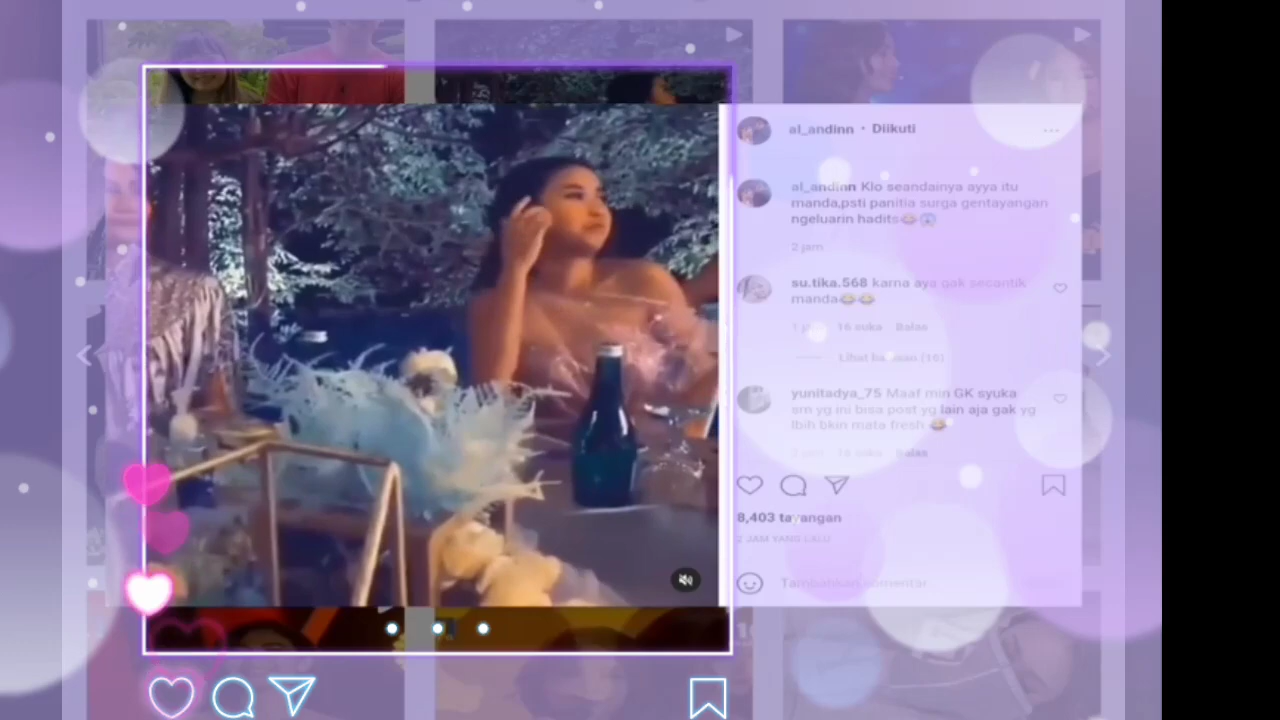 al_andinn • Diikuti
al_andinn Klo seandainya ayya itu
manda,psti panitia surga gentayangan
ngeluarin hadits😂😱
2 jam
su.tika.568 karna aya gak secantik
manda😂😂
16 suka Balas
Lihat (10)
yunitadya_75 Maaf min GK syuka
srn yg ini bisa post yg lain aja gak yg
lbih bkin mata fresh 😂
Balas
8,403 tayangan
2 JAM YANG LALU
Tambahkan komentar...